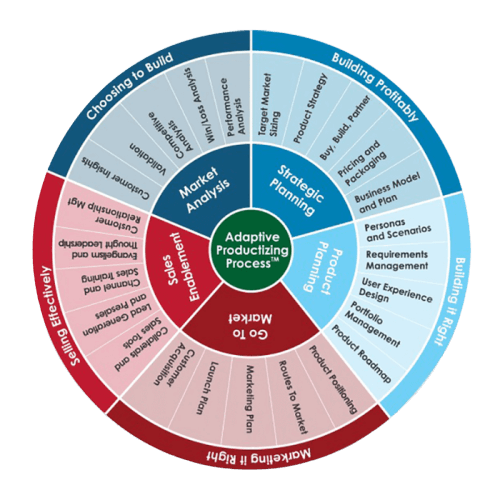 Adaptive
Productizing
Process™
Choosing to Build
Market
Analysis
Customer Insights
Validation
Competitive
Analysis
Win/Loss Analysis
Performance
Analysis
Building Profitably
Strategic
Planning
Target Market
Sizing
Product Strategy
Buy, Build, Partner
Pricing and
Packaging
Business Model
and Plan
Building it Right
Product
Planning
Personas
and Scenarios
Requirements
Management
User Experience
Design
Portfolio
Management
Product Roadmap
Marketing it Right
Go To
Market
Product Positioning
Routes To Market
Marketing Plan
Launch Plan
Customer
Acquisition
Selling Effectively
Sales
Enablement
Collaterals and
Sales Tools
Lead Generation
and Presales
Channel and
Sales Training
Evangelism and
Thought Leadership
Customer
Relationship Mgt